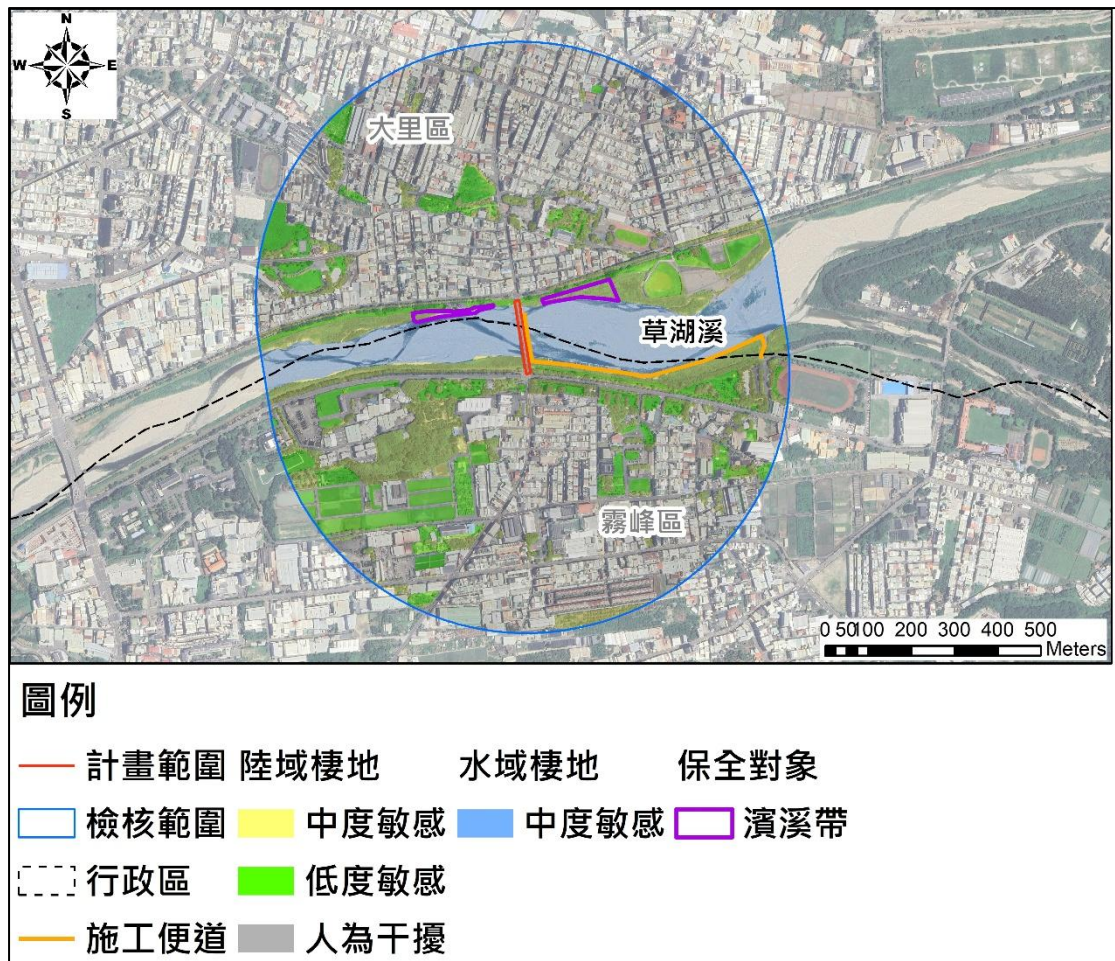 N
W E
S
大里區
草湖溪
霧峰區
0 50100 200 300 400 500
Meters
圖例
計畫範圍 陸域棲地 水域棲地 保全對象
檢核範圍 中度敏感 中度敏感 濱溪帶
行政區 低度敏感
施工便道 人為干擾